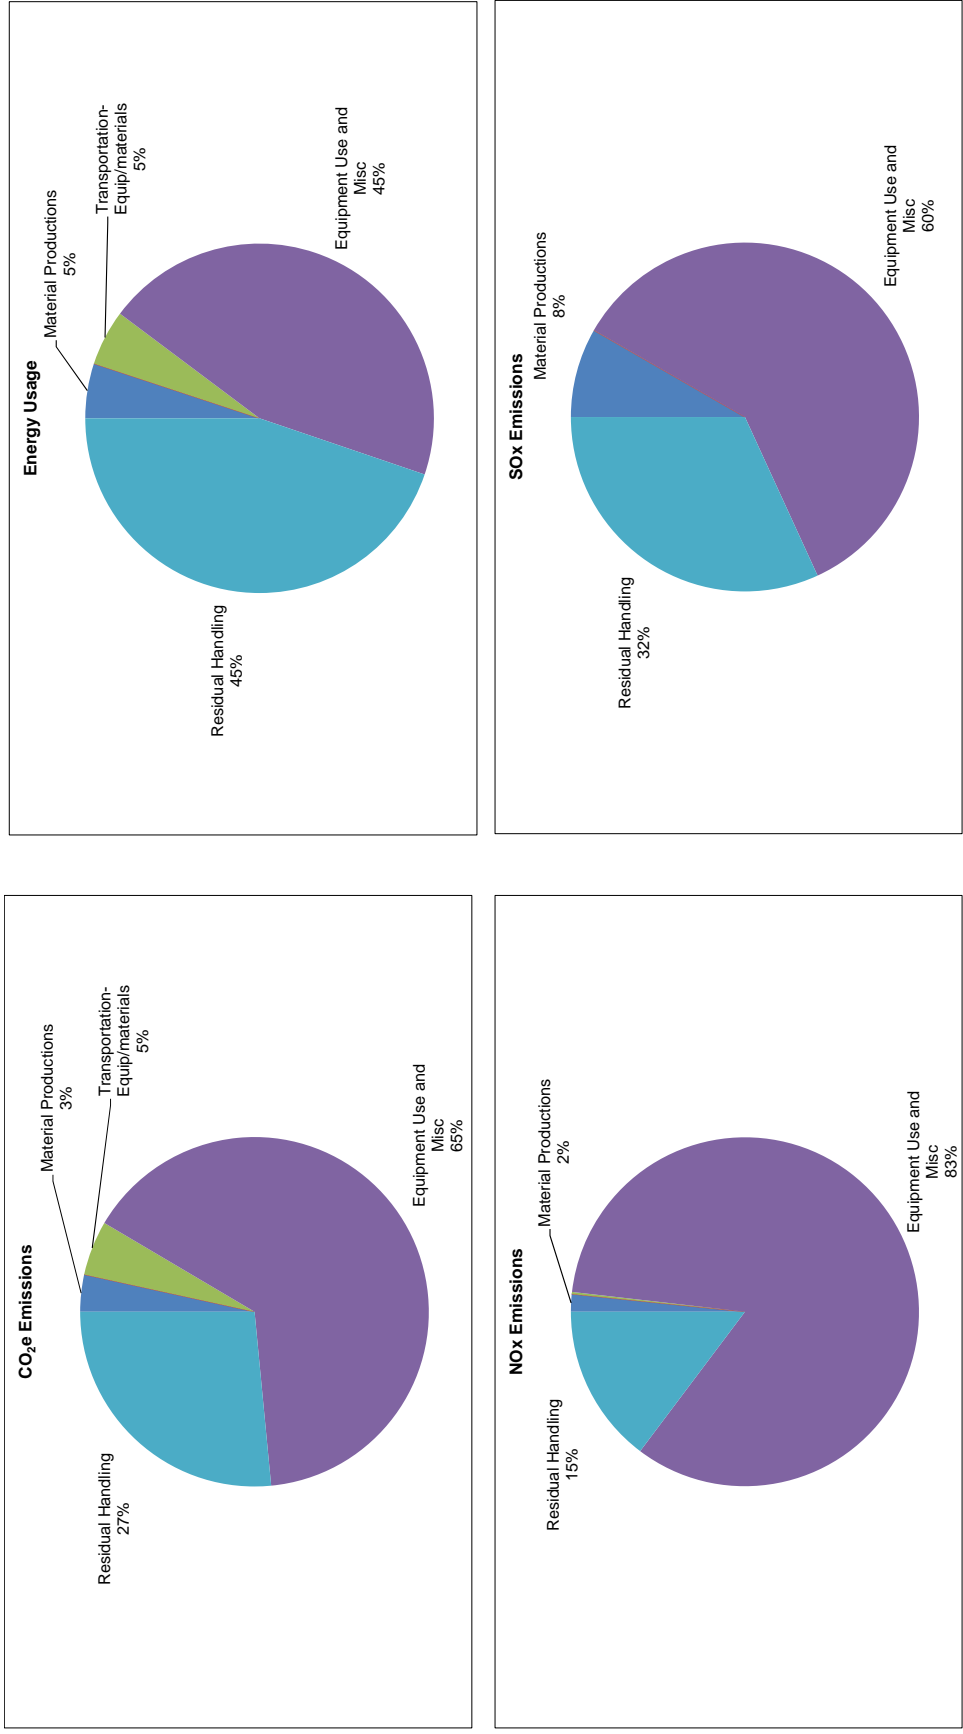 CO₂e Emissions
Material Productions
3%
Transportation-
Equip/materials
5%
Equipment Use and
Misc
65%
Residual Handling
27%
Energy Usage
Material Productions
5%
Transportation-
Equip/materials
5%
Equipment Use and
Misc
45%
Residual Handling
45%
NOx Emissions
Material Productions
2%
Equipment Use and
Misc
83%
Residual Handling
15%
SOx Emissions
Material Productions
8%
Equipment Use and
Misc
60%
Residual Handling
32%